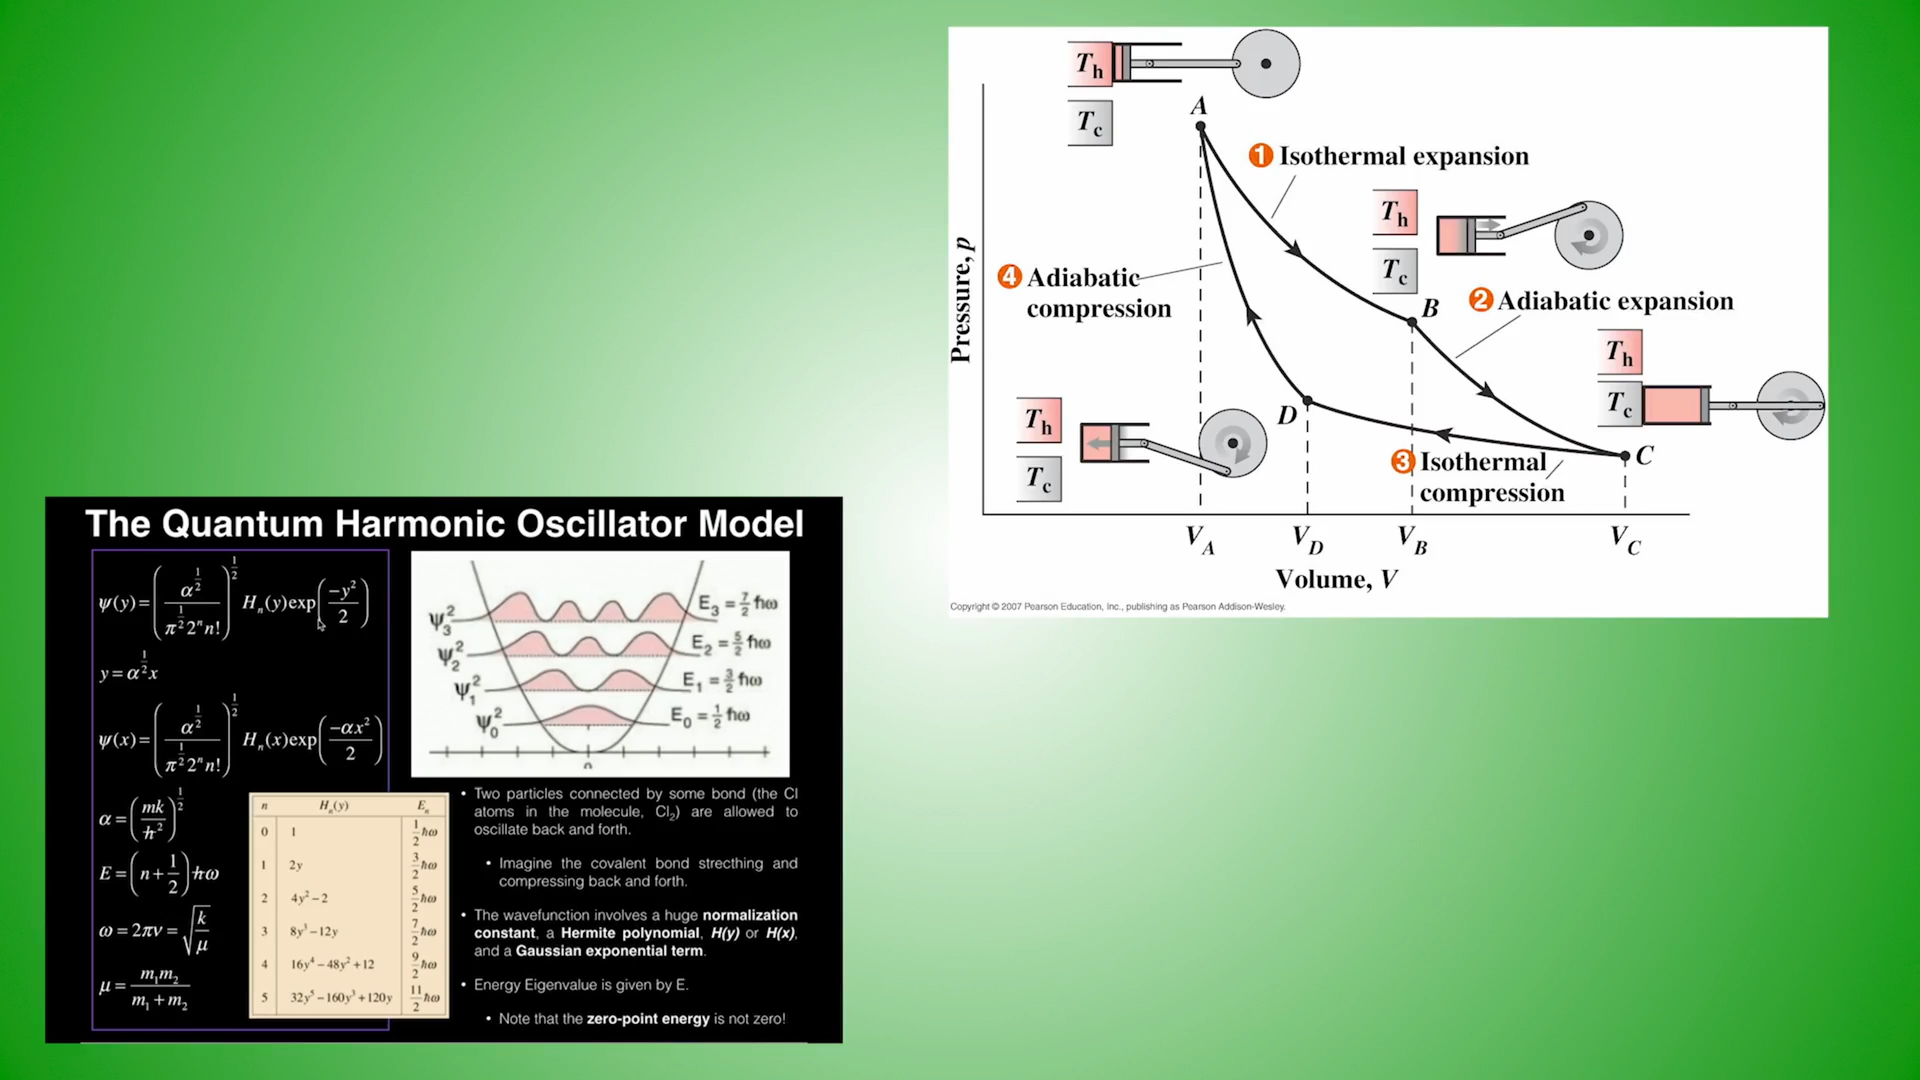 T_h
T_c
A
1 Isothermal expansion
T_h
T_c
4 Adiabatic
compression
B
2 Adiabatic expansion
T_h
T_c
T_h
T_c
D
C
3 Isothermal
compression
Pressure, p
V_A V_D V_B V_C
Volume, V
Copyright © 2007 Pearson Education, Inc., publishing as Pearson Addison-Wesley.
The Quantum Harmonic Oscillator Model
ψ(y)=(α^{1/2}/(π^{1/2}2^n n!))^{1/2} H_n(y)exp(−y²/2)
y=α^{1/2}x
ψ(x)=(α^{1/2}/(π^{1/2}2^n n!))^{1/2} H_n(x)exp(−αx²/2)
α=(mk/ħ²)^{1/2}
E=(n+1/2)ħω
ω=2πν=√(k/μ)
μ=m₁m₂/(m₁+m₂)
n H_n(y) E_n
0 1 1/2 ħω
1 2y 3/2 ħω
2 4y²−2 5/2 ħω
3 8y³−12y 7/2 ħω
4 16y⁴−48y²+12 9/2 ħω
5 32y⁵−160y³+120y 11/2 ħω
ψ₃² E₃ = 7/2 ħω
ψ₂² E₂ = 5/2 ħω
ψ₁² E₁ = 3/2 ħω
ψ₀² E₀ = 1/2 ħω
0
• Two particles connected by some bond (the Cl
atoms in the molecule, Cl₂) are allowed to
oscillate back and forth.
• Imagine the covalent bond strecthing and
compressing back and forth.
• The wavefunction involves a huge normalization
constant, a Hermite polynomial, H(y) or H(x),
and a Gaussian exponential term.
• Energy Eigenvalue is given by E.
• Note that the zero-point energy is not zero!